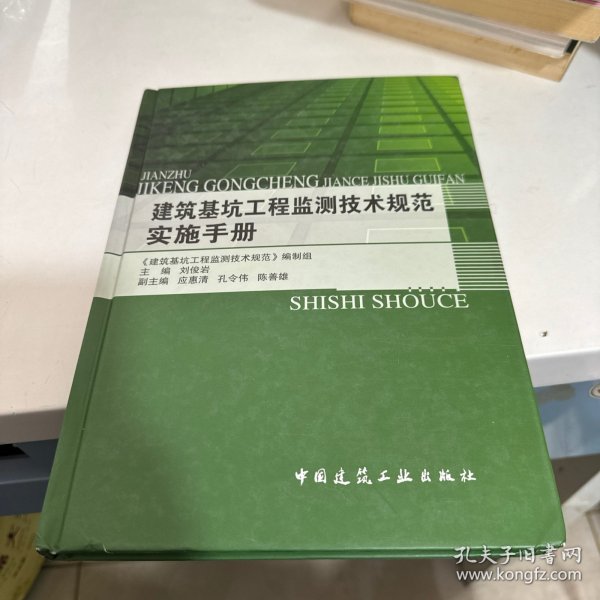 JIANZHU
JIKENG GONGCHENG JIANCE JISHU GUIFAN
建筑基坑工程监测技术规范
实施手册
《建筑基坑工程监测技术规范》编制组
主 编 刘俊岩
副主编 应惠清 孔令伟 陈善雄
SHISHI SHOUCE
中国建筑工业出版社
孔夫子旧书网
www.kongfz.com